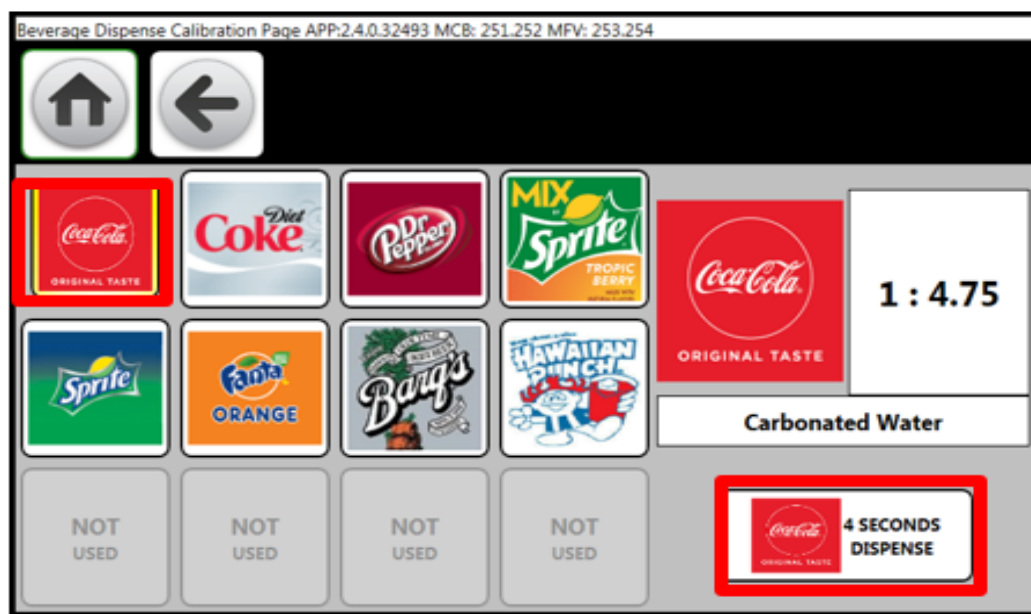 Beverage Dispense Calibration Page APP:2.4.0.32493 MCB: 251.252 MFV: 253.254
Coca-Cola
ORIGINAL TASTE
Diet
Coke
Dr
Pepper
MIX
BY
Sprite
TROPIC
BERRY
Coca-Cola
ORIGINAL TASTE
1 : 4.75
Sprite
Fanta
ORANGE
Barq's
HAWAIIAN
PUNCH
Carbonated Water
NOT
USED
NOT
USED
NOT
USED
NOT
USED
Coca-Cola
ORIGINAL TASTE
4 SECONDS
DISPENSE